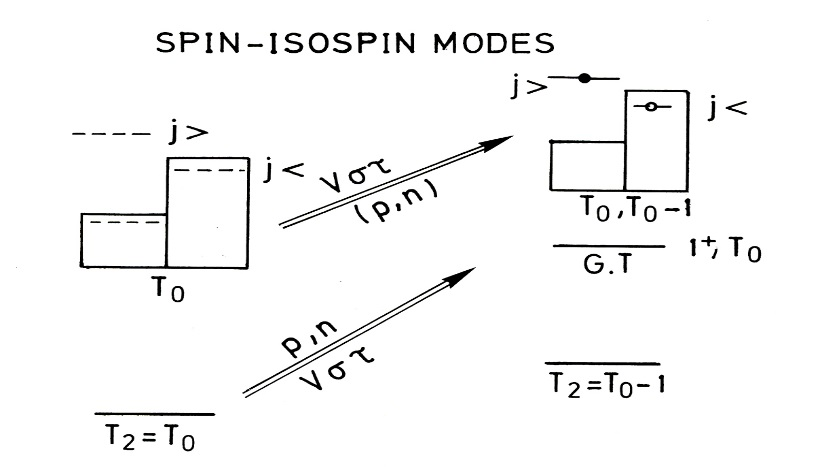 SPIN-ISOSPIN MODES
j>
j<
T0
Vστ
(p,n)
j>
j<
T0,T0-1
G.T
1+, T0
p,n
Vστ
T2=T0
T2=T0-1